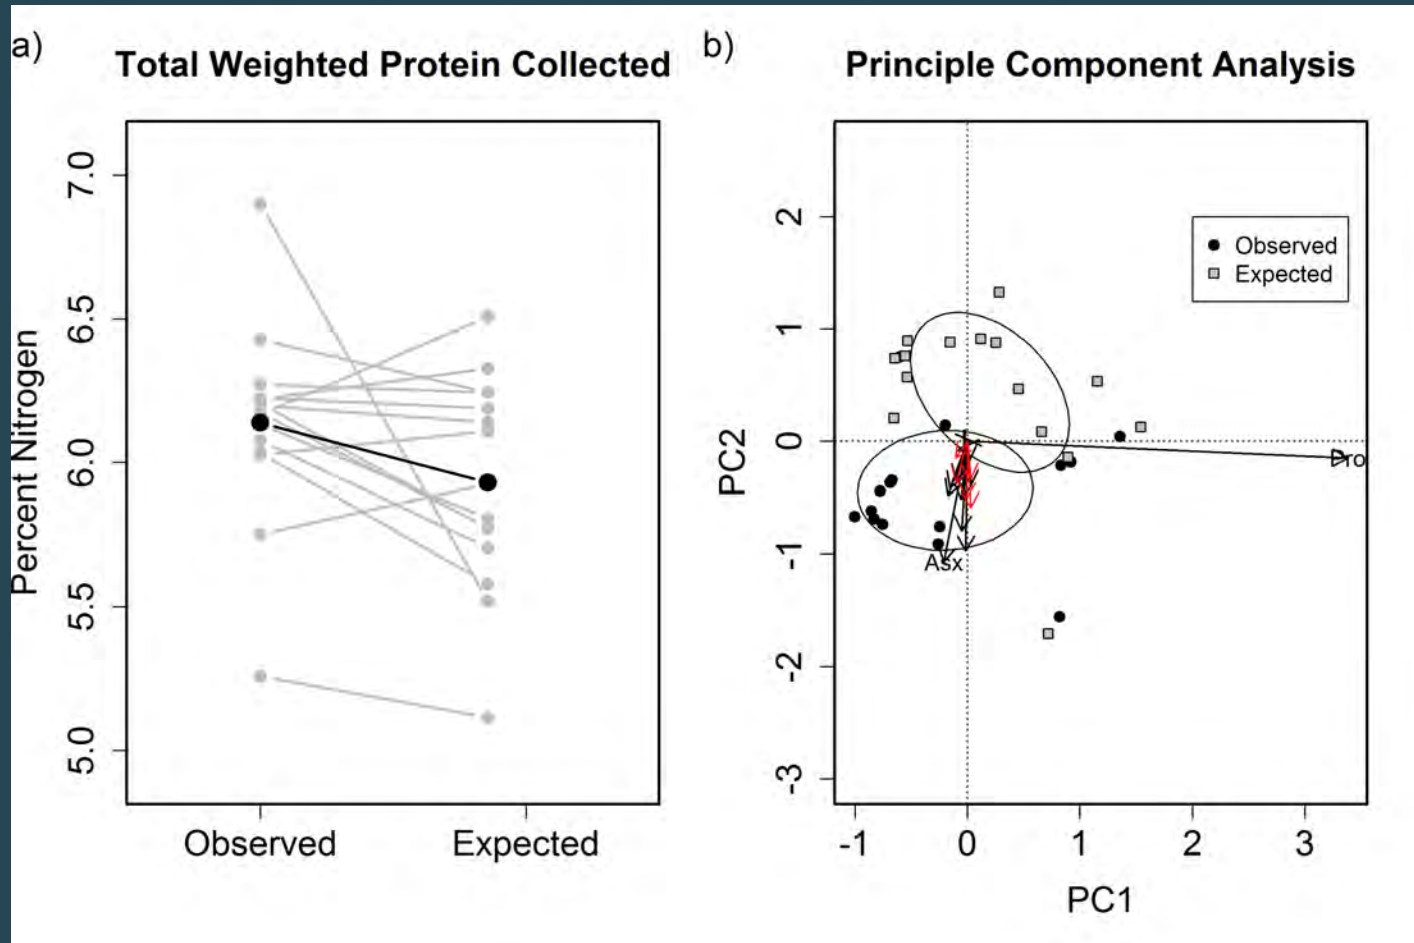 a)
Total Weighted Protein Collected
Percent Nitrogen
7.0
6.5
6.0
5.5
5.0
Observed
Expected
b)
Principle Component Analysis
PC2
2
1
0
-1
-2
-3
Observed
Expected
Pro
Asx
-1
0
1
2
3
PC1